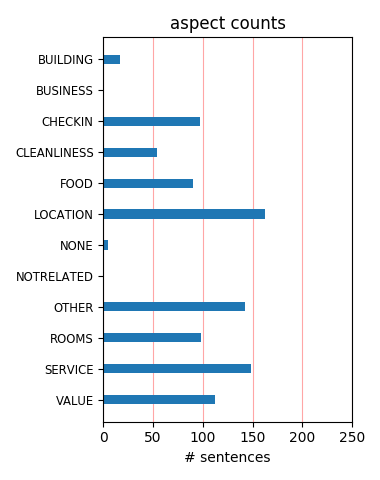 aspect counts
BUILDING
BUSINESS
CHECKIN
CLEANLINESS
FOOD
LOCATION
NONE
NOTRELATED
OTHER
ROOMS
SERVICE
VALUE
0 50 100 150 200 250
# sentences